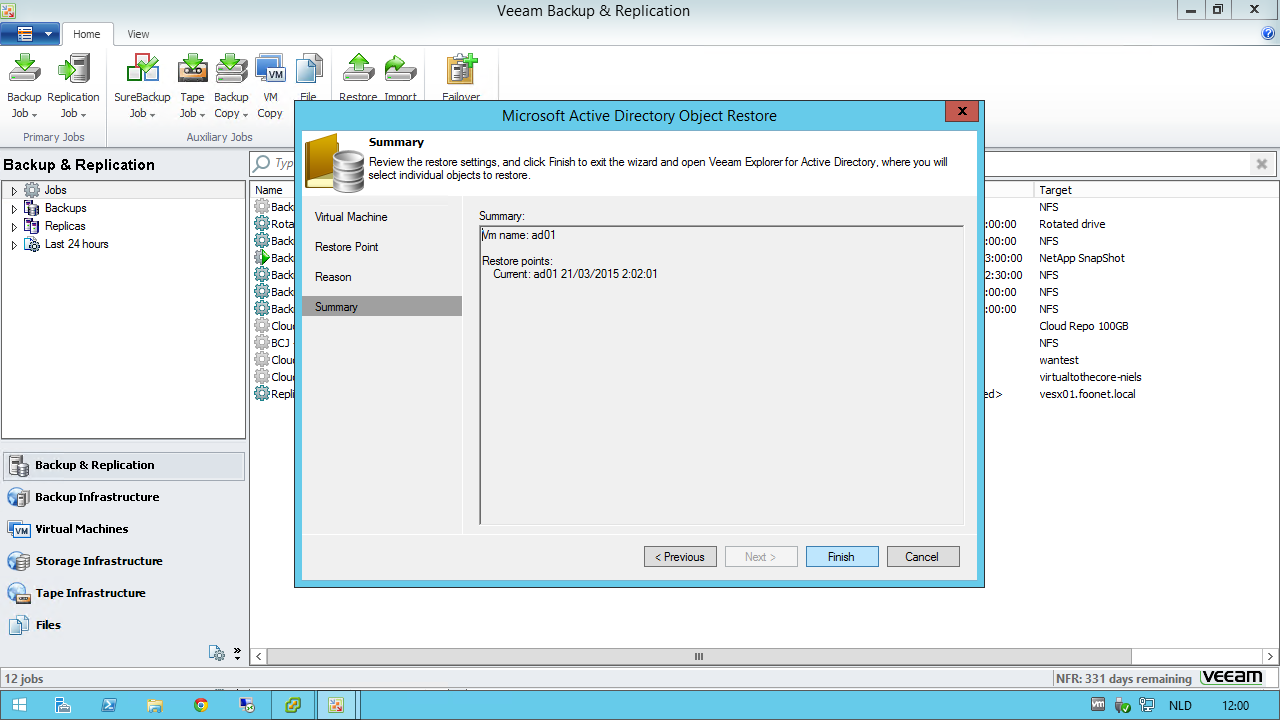 Veeam Backup & Replication
Home
View
Backup Job
Replication Job
SureBackup Job
Tape Job
Backup Copy
VM Copy
File
Restore
Import
Failover
Primary Jobs
Auxiliary Jobs
Backup & Replication
Jobs
Backups
Replicas
Last 24 hours
Backup & Replication
Backup Infrastructure
Virtual Machines
Storage Infrastructure
Tape Infrastructure
Files
12 jobs
Name
Back
Rota
Back
Back
Back
Back
Back
Cloud
BCJ
Cloud
Cloud
Repli
Microsoft Active Directory Object Restore
Summary
Review the restore settings, and click Finish to exit the wizard and open Veeam Explorer for Active Directory, where you will
select individual objects to restore.
Virtual Machine
Restore Point
Reason
Summary
Summary:
Vm name: ad01
Restore points:
Current: ad01 21/03/2015 2:02:01
< Previous
Next >
Finish
Cancel
Target
:00:00 NFS
:00:00 Rotated drive
:00:00 NFS
3:00:00 NetApp SnapShot
2:30:00 NFS
:00:00 NFS
:00:00 NFS
Cloud Repo 100GB
NFS
wantest
virtualtothecore-niels
ed> vesx01.foonet.local
NFR: 331 days remaining
veeam
NLD
12:00